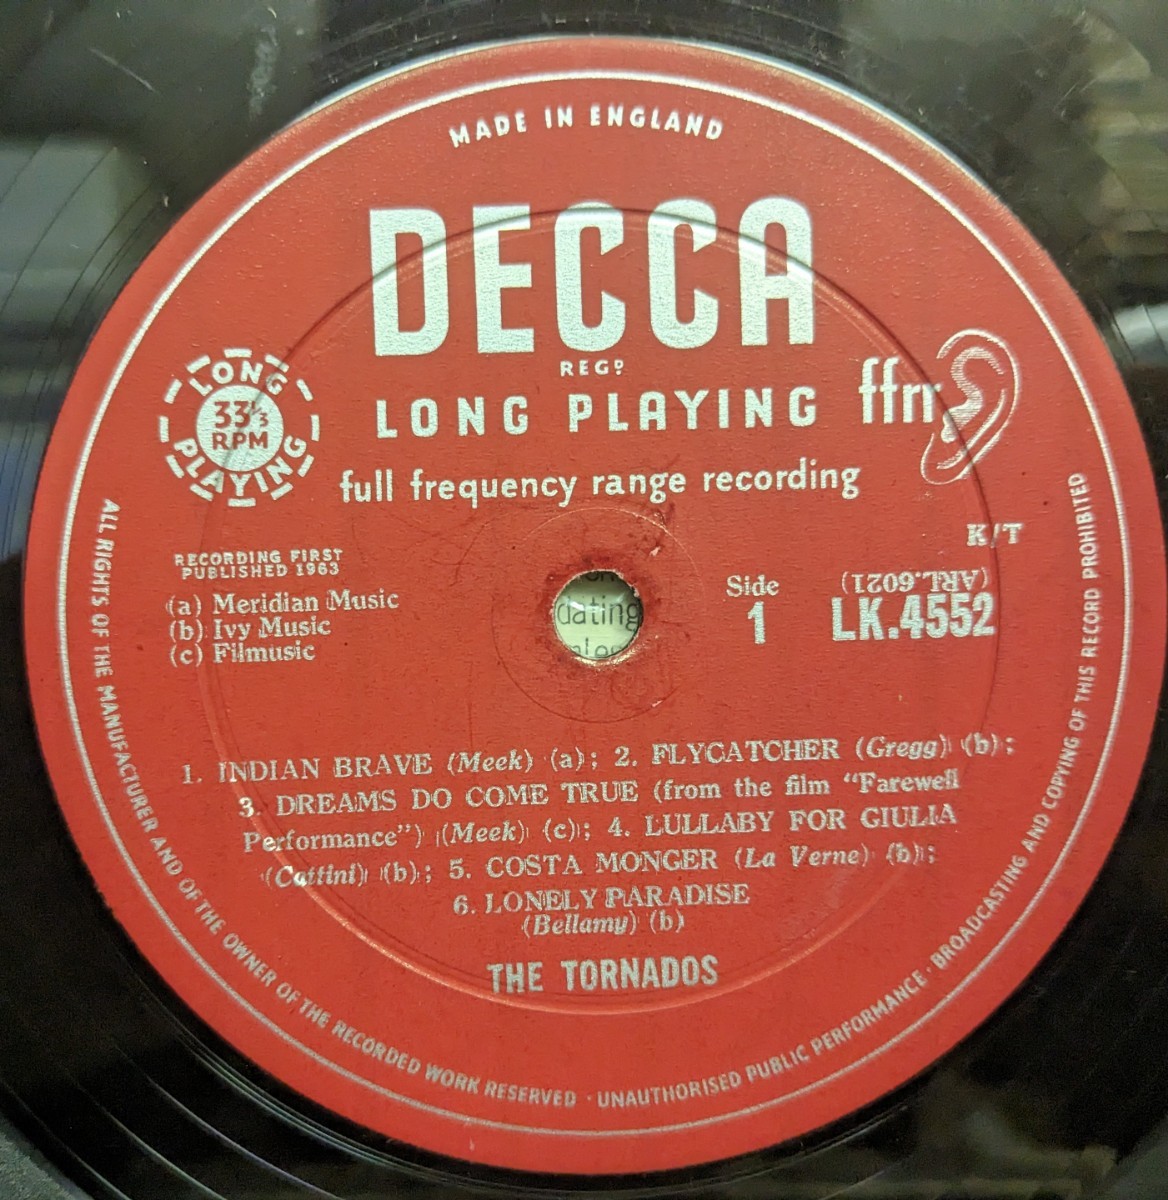 MADE IN ENGLAND
DECCA
REGD
LONG PLAYING
ffrr
LONG
33⅓
RPM
PLAYING
full frequency range recording
K/T
RECORDING FIRST
PUBLISHED 1963
(a) Meridian Music
(b) Ivy Music
(c) Filmusic
dating
Side
1
(ARL.6021)
LK.4552
1. INDIAN BRAVE (Meek) (a); 2. FLYCATCHER (Gregg) (b);
3. DREAMS DO COME TRUE (from the film "Farewell
Performance") (Meek) (c); 4. LULLABY FOR GIULIA
(Cattini) (b); 5. COSTA MONGER (La Verne) (b);
6. LONELY PARADISE
(Bellamy) (b)
THE TORNADOS
ALL RIGHTS OF THE MANUFACTURER AND OF THE OWNER OF THE RECORDED WORK RESERVED · UNAUTHORISED PUBLIC PERFORMANCE · BROADCASTING AND COPYING OF THIS RECORD PROHIBITED